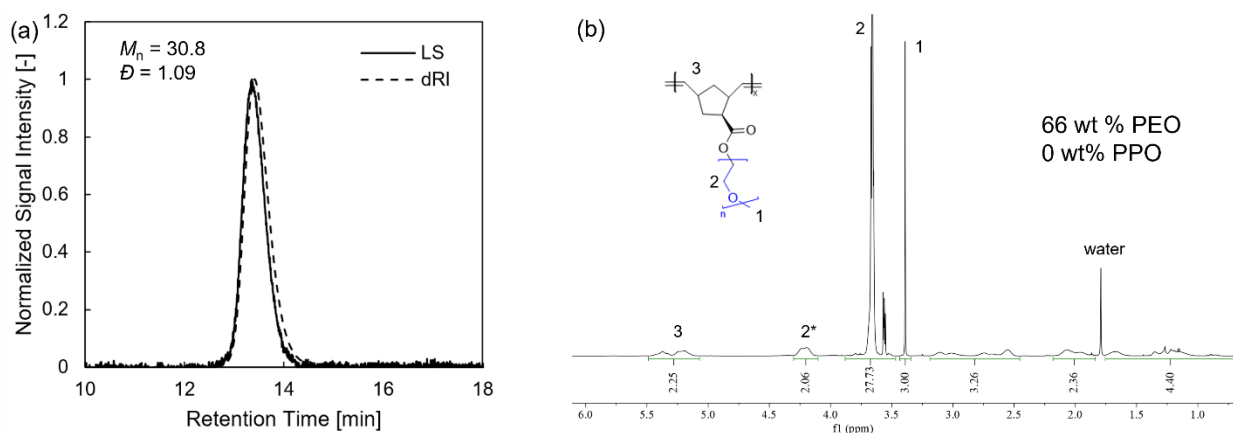 (a)
Normalized Signal Intensity [-]
1.2
1
0.8
0.6
0.4
0.2
0
Mn = 30.8
Đ = 1.09
LS
dRI
10
12
14
16
18
Retention Time [min]
(b)
3
x
O
O
2
O
n
1
2
1
66 wt % PEO
0 wt% PPO
water
3
2*
2.25
2.06
27.73
3.06
3.26
2.36
4.40
6.0
5.5
5.0
4.5
4.0
3.5
3.0
2.5
2.0
1.5
1.0
f1 (ppm)